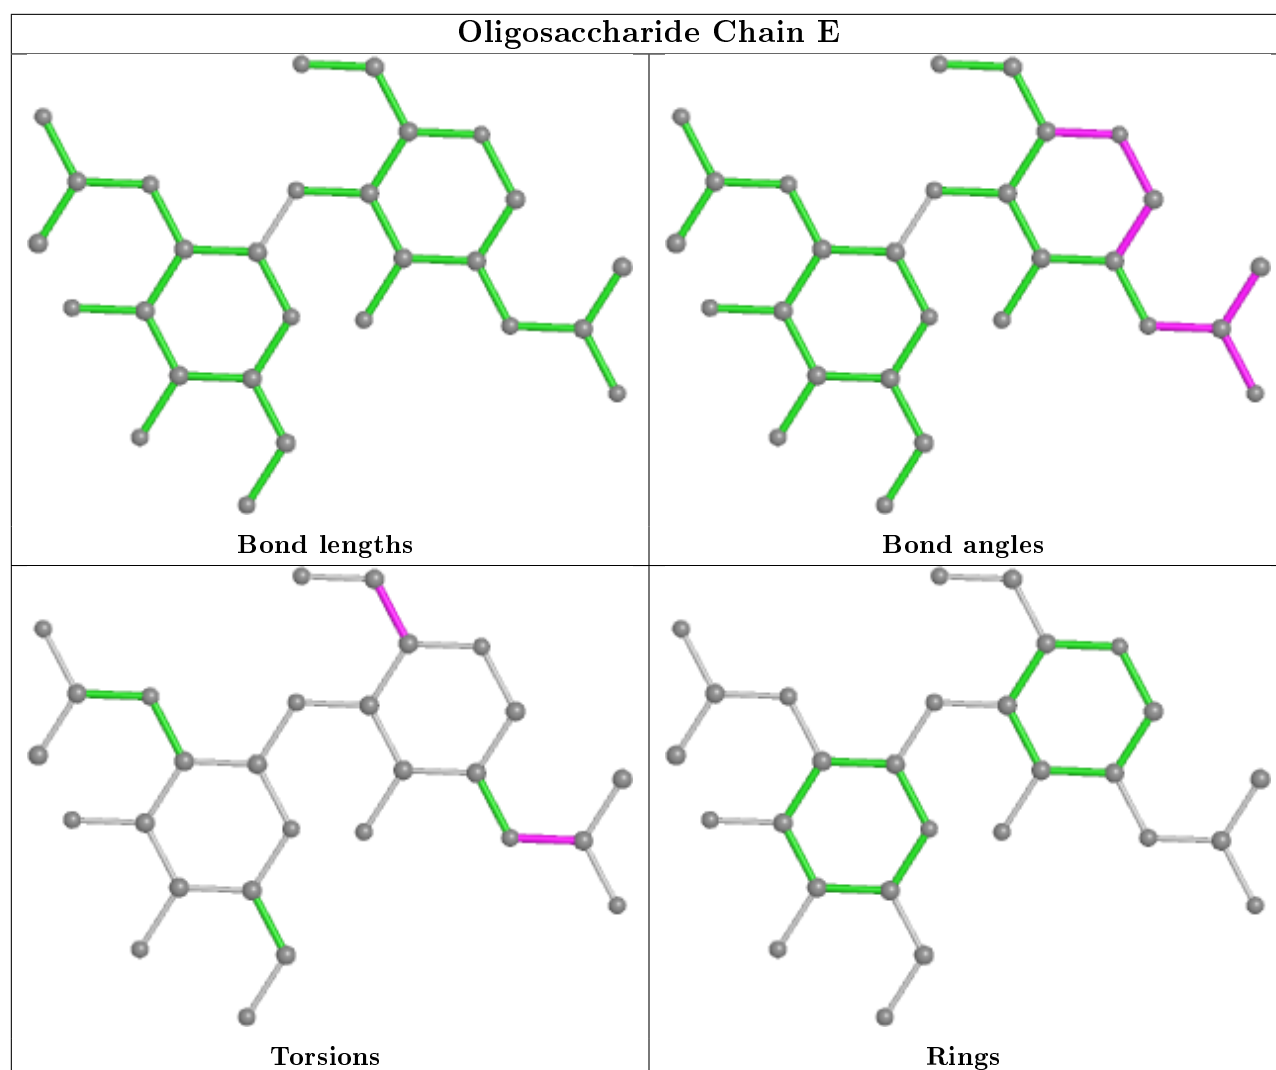 Oligosaccharide Chain E
Bond lengths
Bond angles
Torsions
Rings